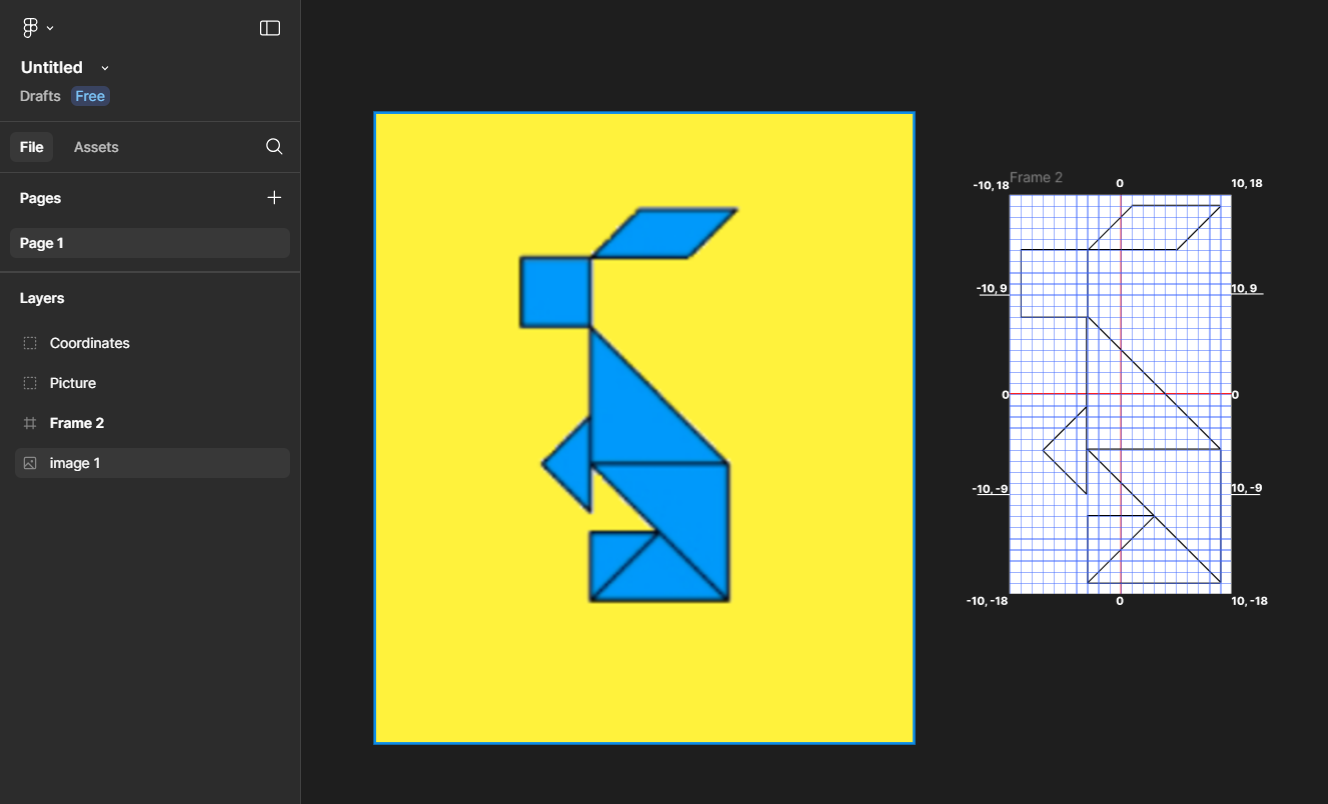 Untitled
Drafts Free
File Assets
Pages
Page 1
Layers
Coordinates
Picture
Frame 2
image 1
Frame 2
-10, 18 0 10, 18
-10, 9 10, 9
0 0
-10, -9 10, -9
-10, -18 0 10, -18